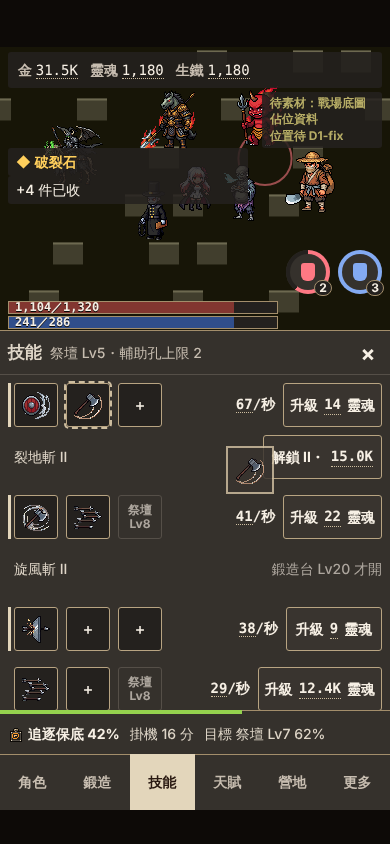 金 31.5K 靈魂 1,180 生鐵 1,180
待素材：戰場底圖
佔位資料
位置待 D1-fix
◆ 破裂石
+4 件已收
2
3
1,104／1,320
241／286
技能 祭壇 Lv5・輔助孔上限 2 ×
+ 67/秒 升級 14 靈魂
裂地斬 II 解鎖 II・ 15.0K
祭壇 Lv8 41/秒 升級 22 靈魂
旋風斬 II 鍛造台 Lv20 才開
+ + 38/秒 升級 9 靈魂
+ 祭壇 Lv8 29/秒 升級 12.4K 靈魂
追逐保底 42% 掛機 16 分 目標 祭壇 Lv7 62%
角色 鍛造 技能 天賦 營地 更多